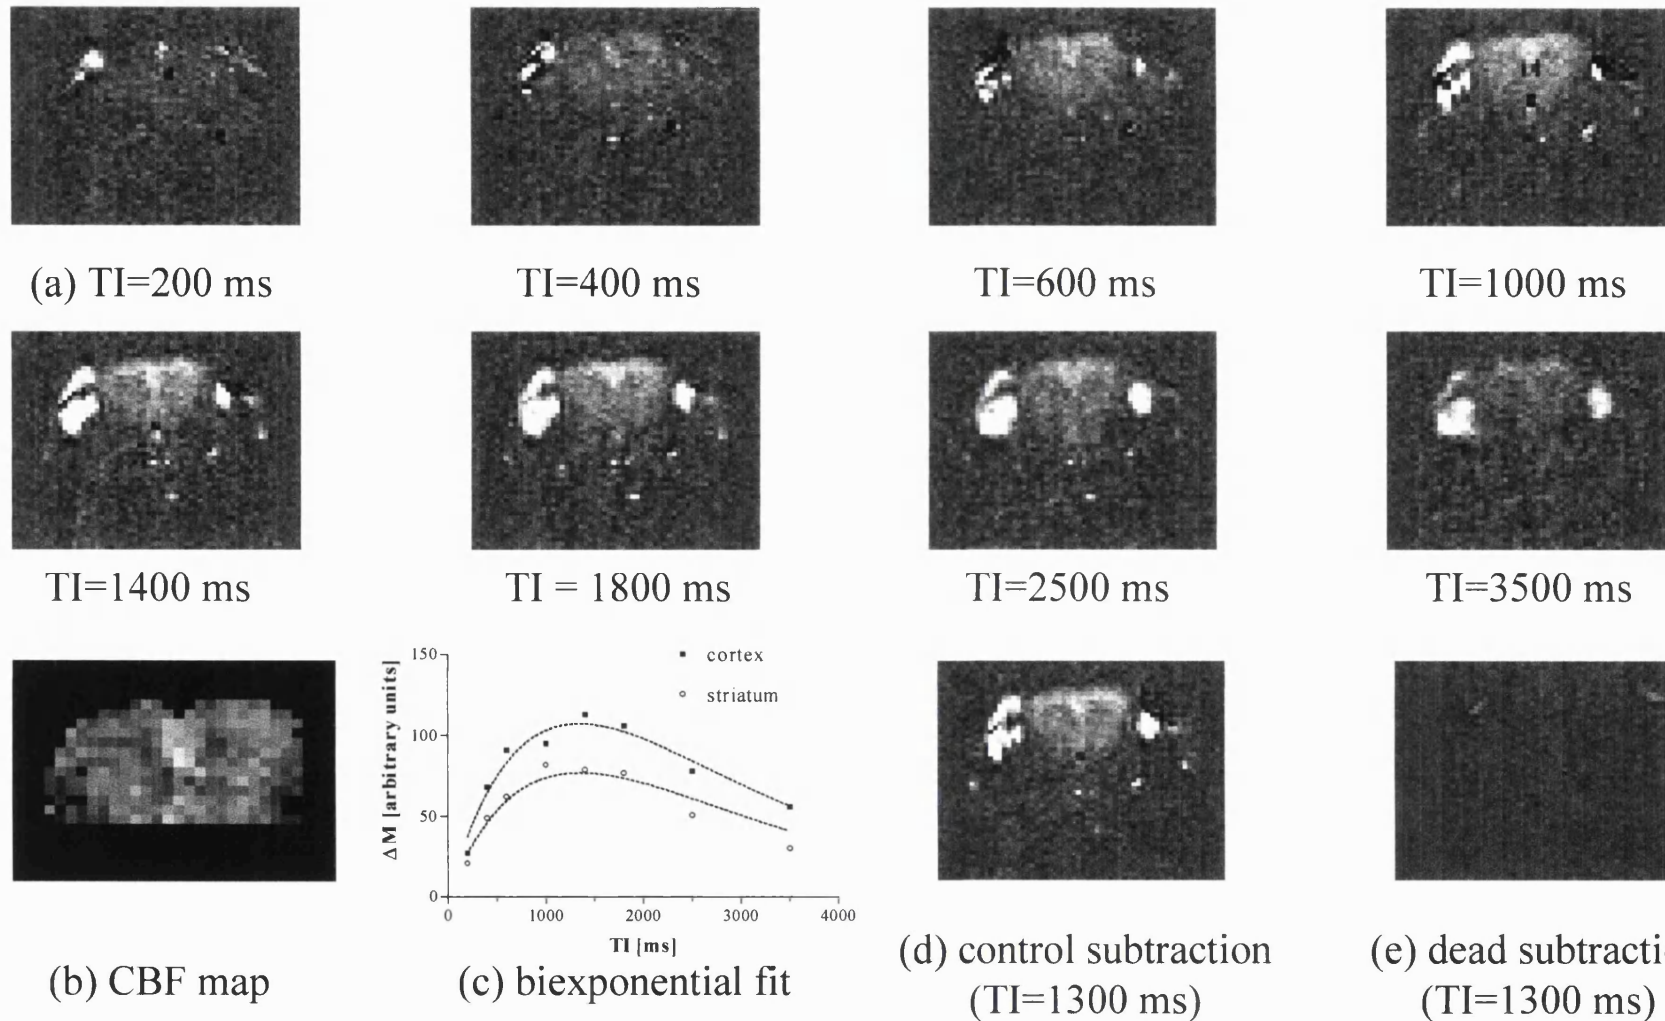 (a) TI=200 ms
TI=400 ms
TI=600 ms
TI=1000 ms
TI=1400 ms
TI = 1800 ms
TI=2500 ms
TI=3500 ms
ΔM [arbitrary units]
150
100
50
0
cortex
striatum
0 1000 2000 3000 4000
TI [ms]
(b) CBF map
(c) biexponential fit
(d) control subtraction
(TI=1300 ms)
(e) dead subtracti
(TI=1300 ms)